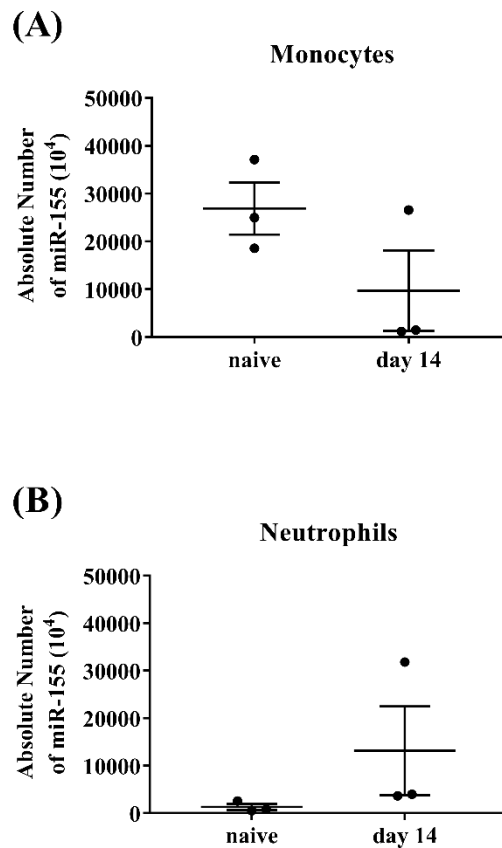 (A)
Monocytes
Absolute Number
of miR-155 (10⁴)
50000
40000
30000
20000
10000
0
naive
day 14
(B)
Neutrophils
Absolute Number
of miR-155 (10⁴)
50000
40000
30000
20000
10000
0
naive
day 14